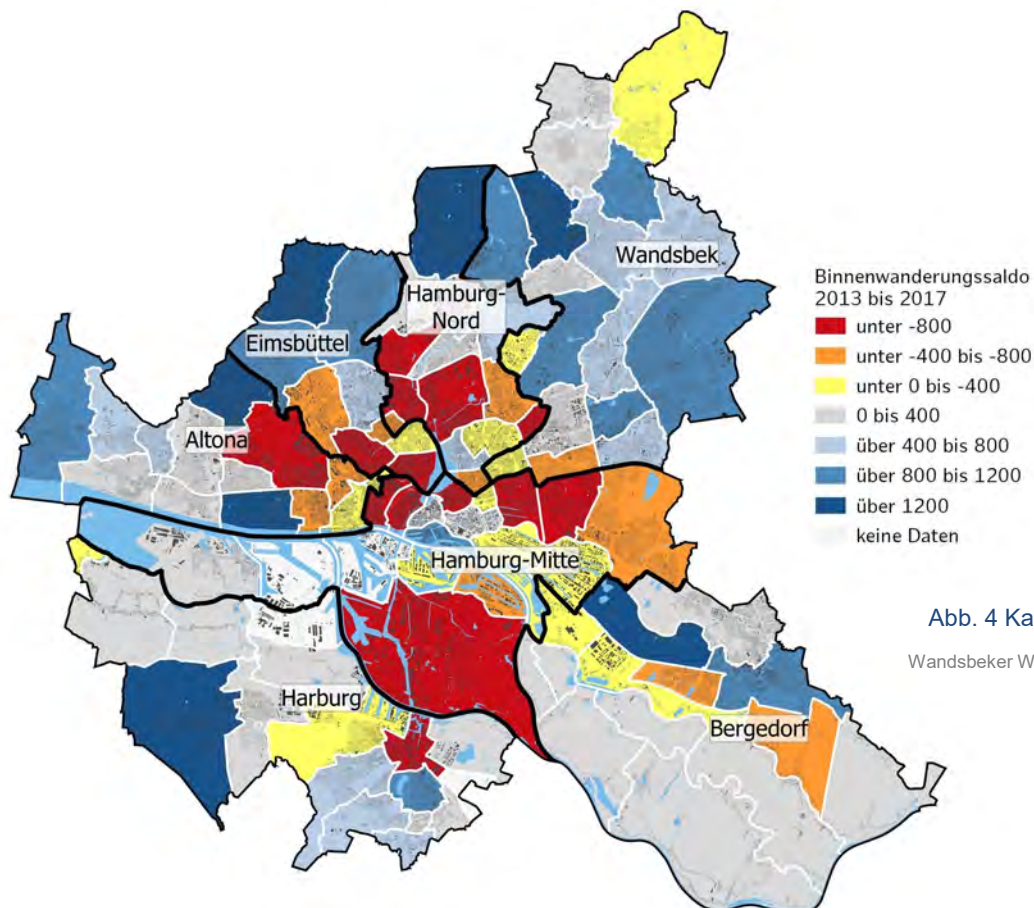 Wandsbek
Hamburg-
Nord
Eimsbüttel
Altona
Hamburg-Mitte
Harburg
Bergedorf
Binnenwanderungssaldo
2013 bis 2017
unter -800
unter -400 bis -800
unter 0 bis -400
0 bis 400
über 400 bis 800
über 800 bis 1200
über 1200
keine Daten
Abb. 4 Ka
Wandsbeker W